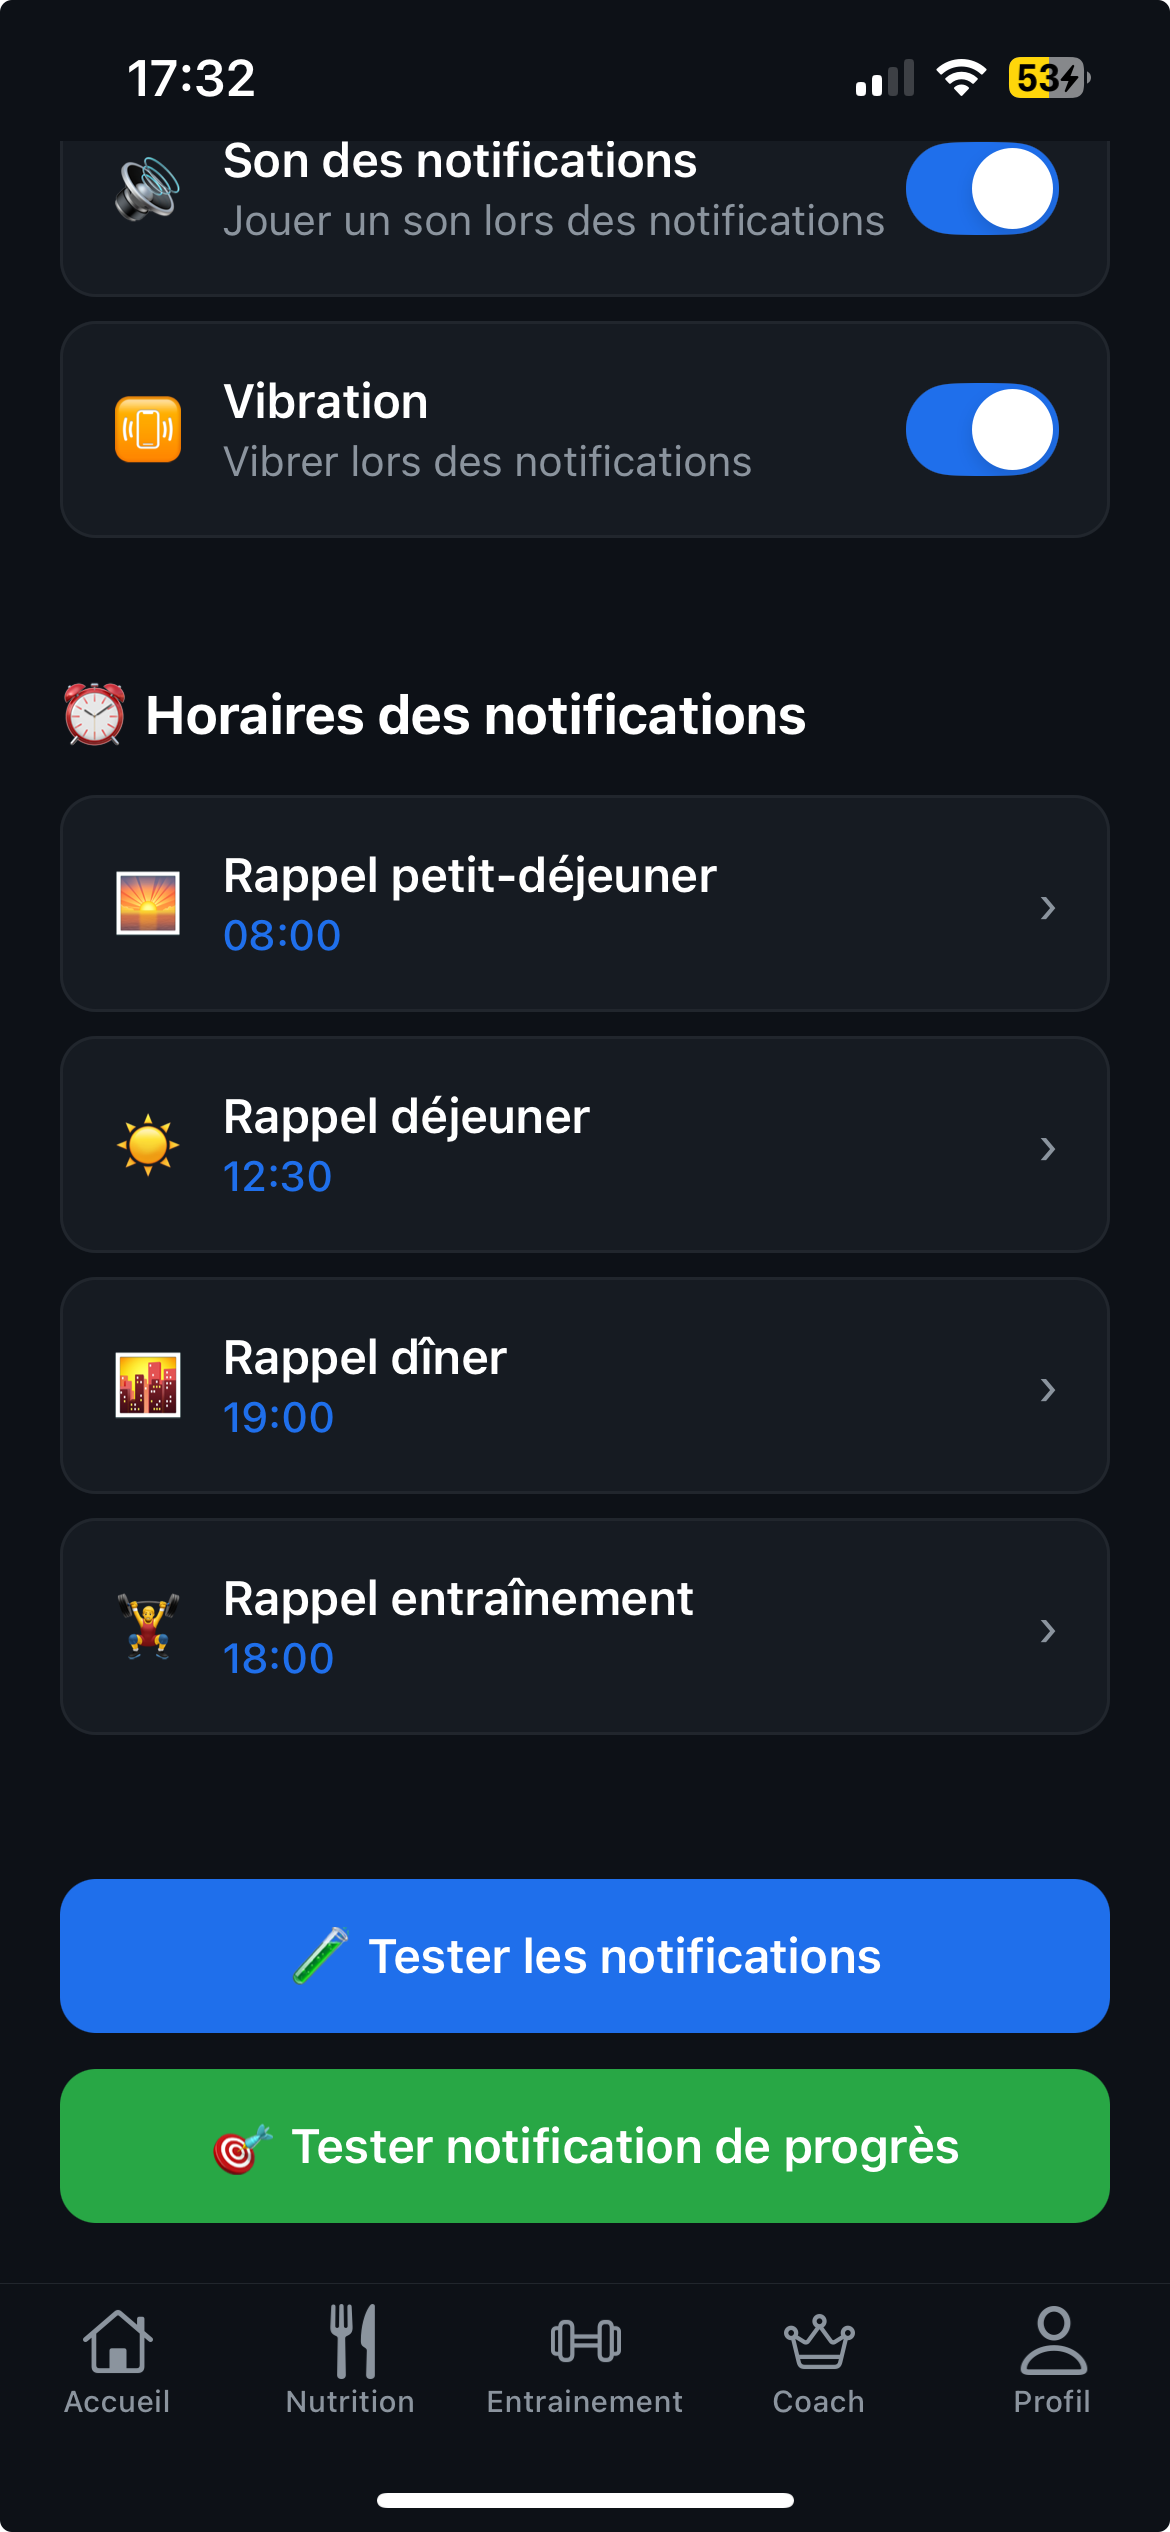 17:32
53
Son des notifications
Jouer un son lors des notifications
Vibration
Vibrer lors des notifications
Horaires des notifications
Rappel petit-déjeuner
08:00
Rappel déjeuner
12:30
Rappel dîner
19:00
Rappel entraînement
18:00
Tester les notifications
Tester notification de progrès
Accueil
Nutrition
Entrainement
Coach
Profil